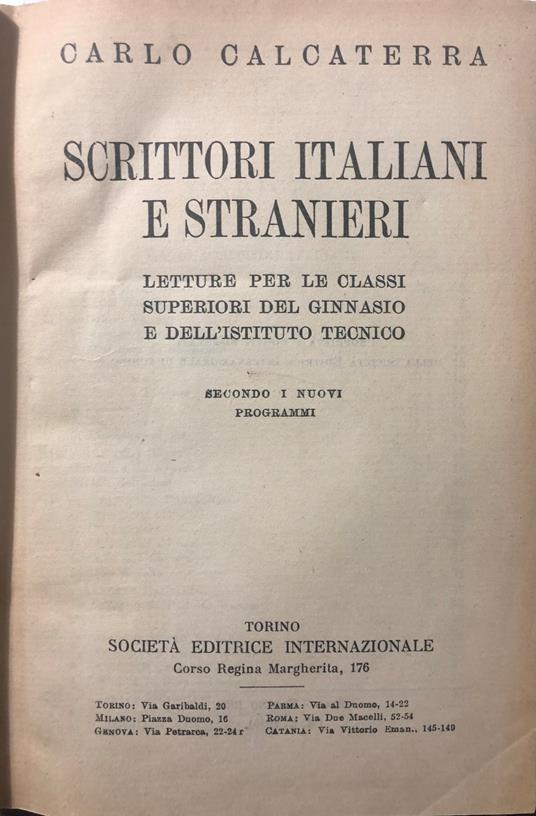 CARLO CALCATERRA
SCRITTORI ITALIANI
E STRANIERI
LETTURE PER LE CLASSI
SUPERIORI DEL GINNASIO
E DELL'ISTITUTO TECNICO
SECONDO I NUOVI
PROGRAMMI
TORINO
SOCIETÀ EDITRICE INTERNAZIONALE
Corso Regina Margherita, 176
TORINO: Via Garibaldi, 20
MILANO: Piazza Duomo, 16
GENOVA: Via Petrarca, 22-24 r
PARMA: Via al Duomo, 14-22
ROMA: Via Due Macelli, 52-54
CATANIA: Via Vittorio Eman., 145-149